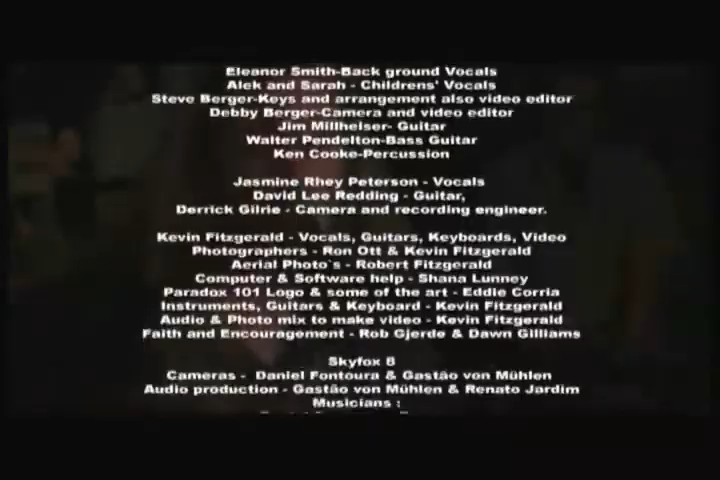 Eleanor Smith-Back ground Vocals
Alek and Sarah - Childrens' Vocals
Steve Berger-Keys and arrangement also video editor
Debby Berger-Camera and video editor
Jim Millheiser- Guitar
Walter Pendelton-Bass Guitar
Ken Cooke-Percussion
Jasmine Rhey Peterson - Vocals
David Lee Redding - Guitar,
Derrick Gilrie - Camera and recording engineer.
Kevin Fitzgerald - Vocals, Guitars, Keyboards, Video
Photographers - Ron Ott & Kevin Fitzgerald
Aerial Photo`s - Robert Fitzgerald
Computer & Software help - Shana Lunney
Paradox 101 Logo & some of the art - Eddie Corria
Instruments, Guitars & Keyboard - Kevin Fitzgerald
Audio & Photo mix to make video - Kevin Fitzgerald
Faith and Encouragement - Rob Gjerde & Dawn Gilliams
Skyfox 8
Cameras - Daniel Fontoura & Gastão von Mühlen
Audio production - Gastão von Mühlen & Renato Jardim
Musicians :